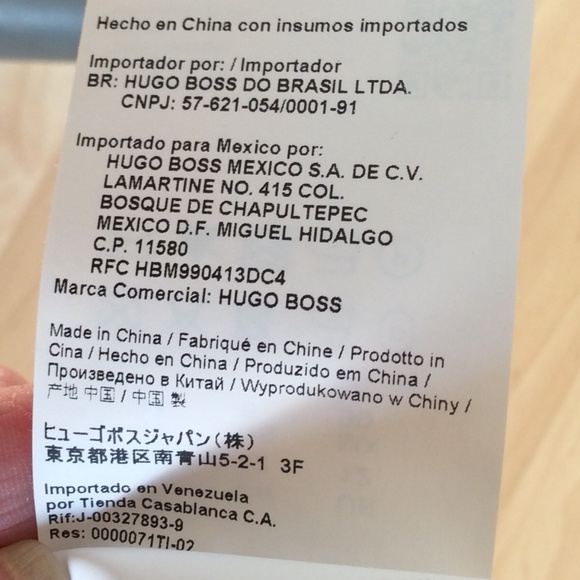 Hecho en China con insumos importados
Importador por: / Importador
BR: HUGO BOSS DO BRASIL LTDA.
CNPJ: 57-621-054/0001-91
Importado para Mexico por:
HUGO BOSS MEXICO S.A. DE C.V.
LAMARTINE NO. 415 COL.
BOSQUE DE CHAPULTEPEC
MEXICO D.F. MIGUEL HIDALGO
C.P. 11580
RFC HBM990413DC4
Marca Comercial: HUGO BOSS
Made in China / Fabriqué en Chine / Prodotto in
Cina / Hecho en China / Produzido em China /
Произведено в Китай / Wyprodukowano w Chiny /
产地 中国 / 中国 製
ヒューゴボスジャパン(株)
東京都港区南青山5-2-1 3F
Importado en Venezuela
por Tienda Casablanca C.A.
Rif:J-00327893-9
Res: 0000071TI-02